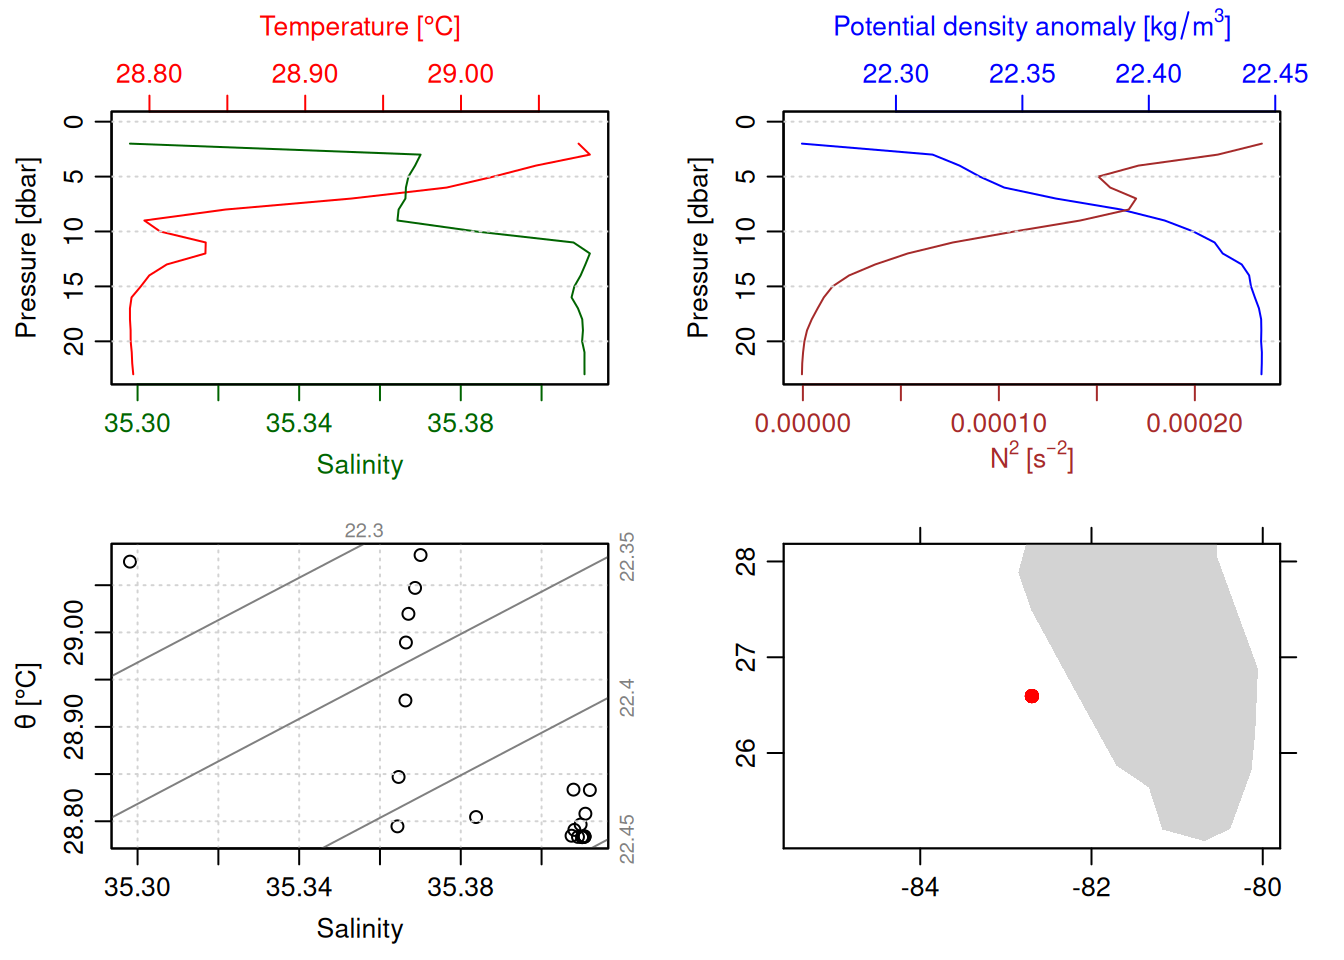 Temperature [°C]
28.80 28.90 29.00
Pressure [dbar]
0 5 10 15 20
35.30 35.34 35.38
Salinity
Potential density anomaly [kg/m³]
22.30 22.35 22.40 22.45
Pressure [dbar]
0 5 10 15 20
0.00000 0.00010 0.00020
N² [s⁻²]
22.3
22.35
22.4
22.45
θ [°C]
29.00
28.90
28.80
35.30 35.34 35.38
Salinity
28
27
26
-84 -82 -80